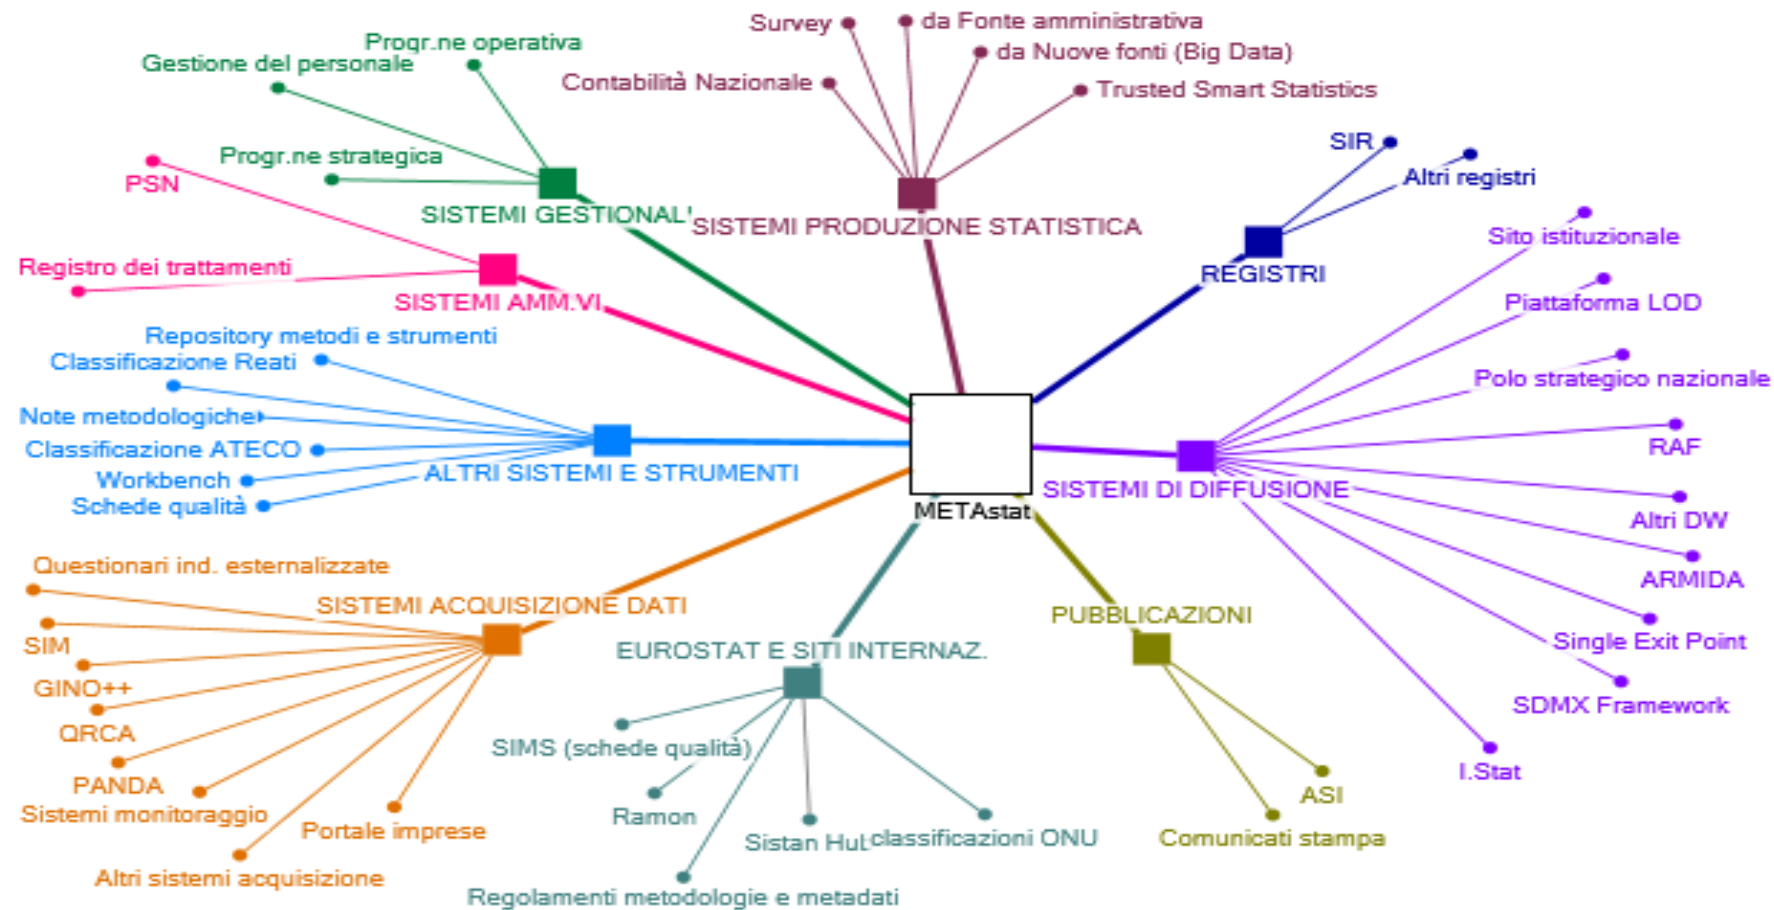 Survey
da Fonte amministrativa
Progr.ne operativa
da Nuove fonti (Big Data)
Gestione del personale
Contabilità Nazionale
Trusted Smart Statistics
SIR
Progr.ne strategica
Altri registri
PSN
SISTEMI GESTIONALI
SISTEMI PRODUZIONE STATISTICA
Sito istituzionale
Registro dei trattamenti
REGISTRI
SISTEMI AMM.VI
Piattaforma LOD
Repository metodi e strumenti
Classificazione Reati
Polo strategico nazionale
Note metodologiche
Classificazione ATECO
RAF
ALTRI SISTEMI E STRUMENTI
Workbench
SISTEMI DI DIFFUSIONE
Schede qualità
METAstat
Altri DW
Questionari ind. esternalizzate
ARMIDA
SISTEMI ACQUISIZIONE DATI
PUBBLICAZIONI
SIM
Single Exit Point
EUROSTAT E SITI INTERNAZ.
GINO++
SDMX Framework
QRCA
SIMS (schede qualità)
I.Stat
PANDA
ASI
Sistemi monitoraggio
Ramon
Portale imprese
Sistan Hub
classificazioni ONU
Comunicati stampa
Altri sistemi acquisizione
Regolamenti metodologie e metadati